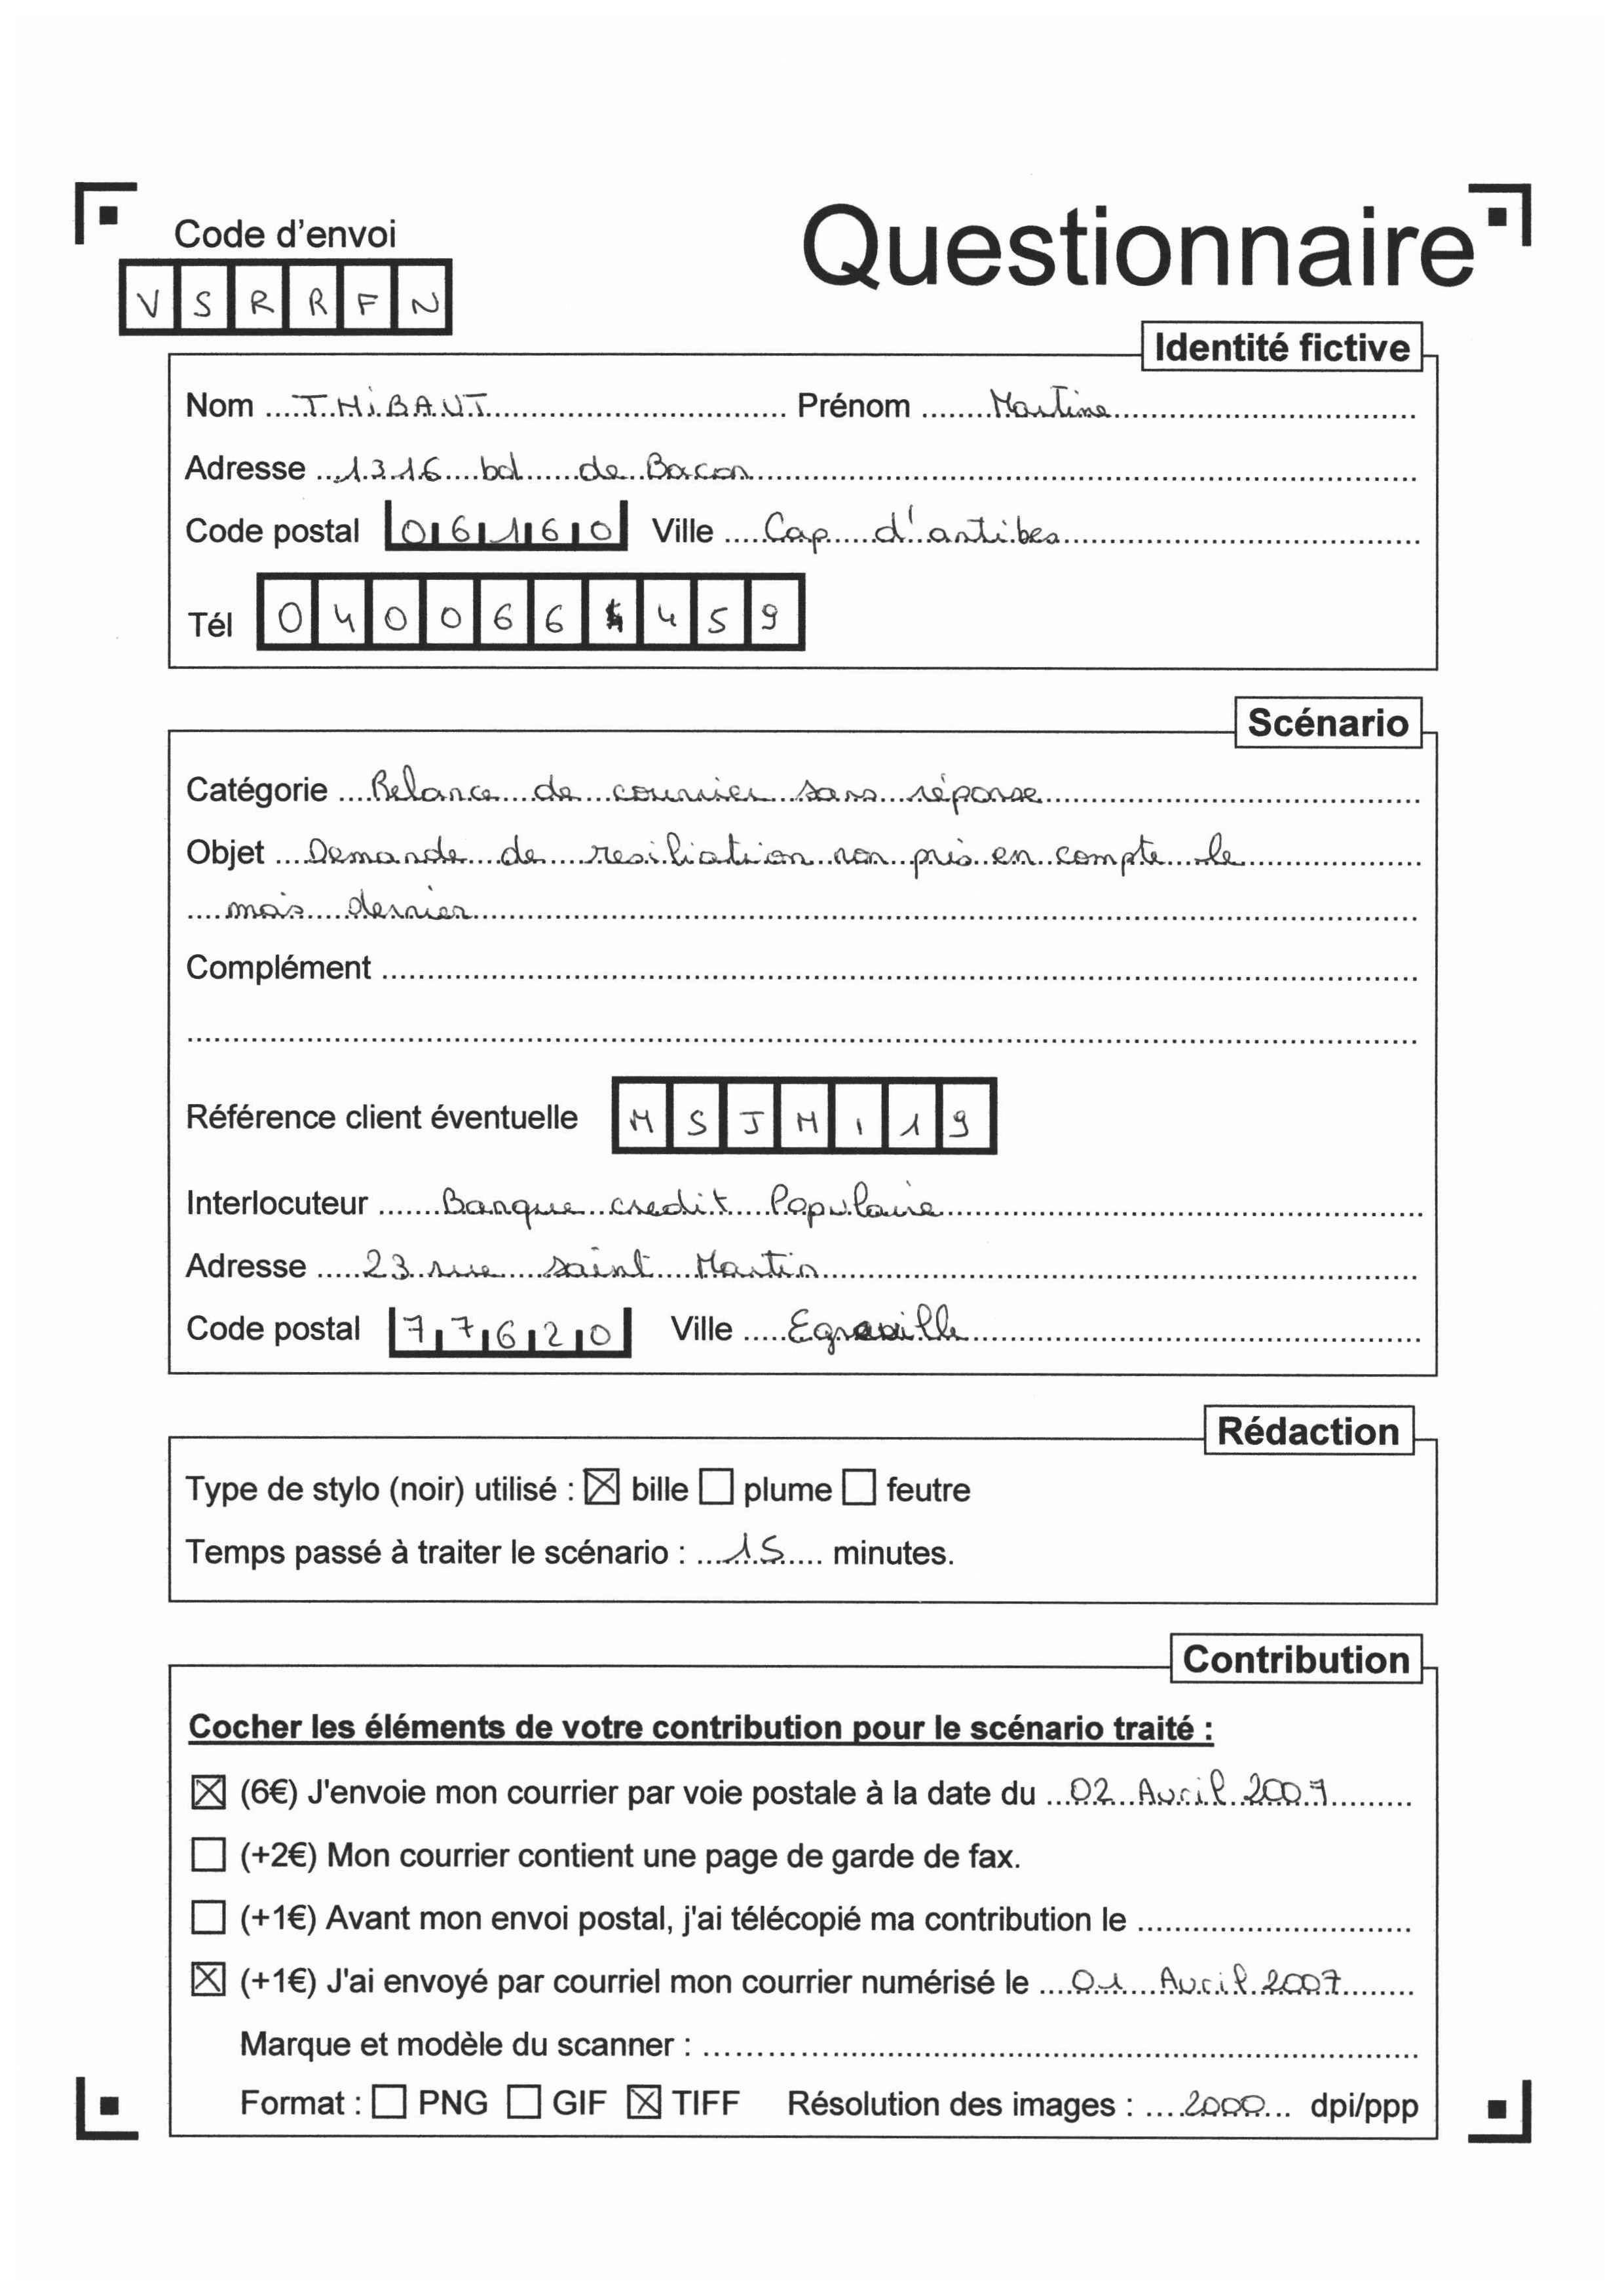 Code d'envoi
Questionnaire
V S R R F N
Identité fictive
Nom THiBAUT Prénom Martine
Adresse 1316 bd de Bacon
Code postal 06160 Ville Cap d'antibes
Tél 0 4 0 0 6 6 4 4 5 9
Scénario
Catégorie Relance de courrier sans réponse
Objet Demande de resiliation non pris en compte le
mois dernier
Complément
Référence client éventuelle M S J M i 1 9
Interlocuteur Banque credit Populaire
Adresse 23 rue saint Martin
Code postal 77620 Ville Egreville
Rédaction
Type de stylo (noir) utilisé : ☒ bille ☐ plume ☐ feutre
Temps passé à traiter le scénario : 15 minutes.
Contribution
Cocher les éléments de votre contribution pour le scénario traité :
☒ (6€) J'envoie mon courrier par voie postale à la date du 02 Avril 2007
☐ (+2€) Mon courrier contient une page de garde de fax.
☐ (+1€) Avant mon envoi postal, j'ai télécopié ma contribution le
☒ (+1€) J'ai envoyé par courriel mon courrier numérisé le 01 Avril 2007
Marque et modèle du scanner :
Format : ☐ PNG ☐ GIF ☒ TIFF Résolution des images : 2000 dpi/ppp